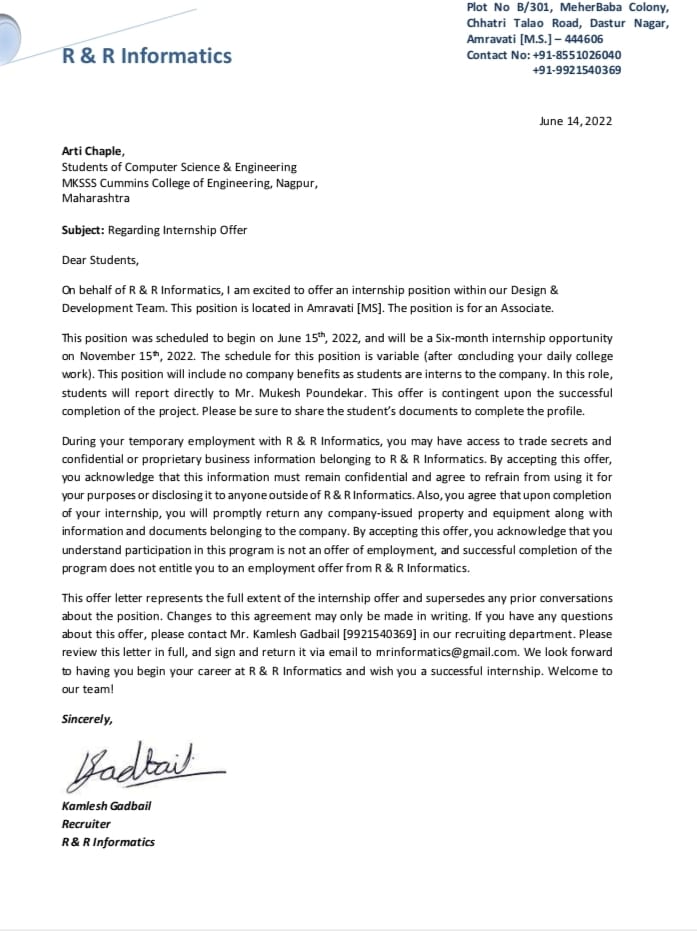 Plot No B/301, MeherBaba Colony,
Chhatri Talao Road, Dastur Nagar,
Amravati [M.S.] – 444606
Contact No: +91-8551026040
+91-9921540369
R & R Informatics
June 14, 2022
Arti Chaple,
Students of Computer Science & Engineering
MKSSS Cummins College of Engineering, Nagpur,
Maharashtra
Subject: Regarding Internship Offer
Dear Students,
On behalf of R & R Informatics, I am excited to offer an internship position within our Design &
Development Team. This position is located in Amravati [MS]. The position is for an Associate.
This position was scheduled to begin on June 15th, 2022, and will be a Six-month internship opportunity
on November 15th, 2022. The schedule for this position is variable (after concluding your daily college
work). This position will include no company benefits as students are interns to the company. In this role,
students will report directly to Mr. Mukesh Poundekar. This offer is contingent upon the successful
completion of the project. Please be sure to share the student's documents to complete the profile.
During your temporary employment with R & R Informatics, you may have access to trade secrets and
confidential or proprietary business information belonging to R & R Informatics. By accepting this offer,
you acknowledge that this information must remain confidential and agree to refrain from using it for
your purposes or disclosing it to anyone outside of R & R Informatics. Also, you agree that upon completion
of your internship, you will promptly return any company-issued property and equipment along with
information and documents belonging to the company. By accepting this offer, you acknowledge that you
understand participation in this program is not an offer of employment, and successful completion of the
program does not entitle you to an employment offer from R & R Informatics.
This offer letter represents the full extent of the internship offer and supersedes any prior conversations
about the position. Changes to this agreement may only be made in writing. If you have any questions
about this offer, please contact Mr. Kamlesh Gadbail [9921540369] in our recruiting department. Please
review this letter in full, and sign and return it via email to mrinformatics@gmail.com. We look forward
to having you begin your career at R & R Informatics and wish you a successful internship. Welcome to
our team!
Sincerely,
Gadbail
Kamlesh Gadbail
Recruiter
R & R Informatics